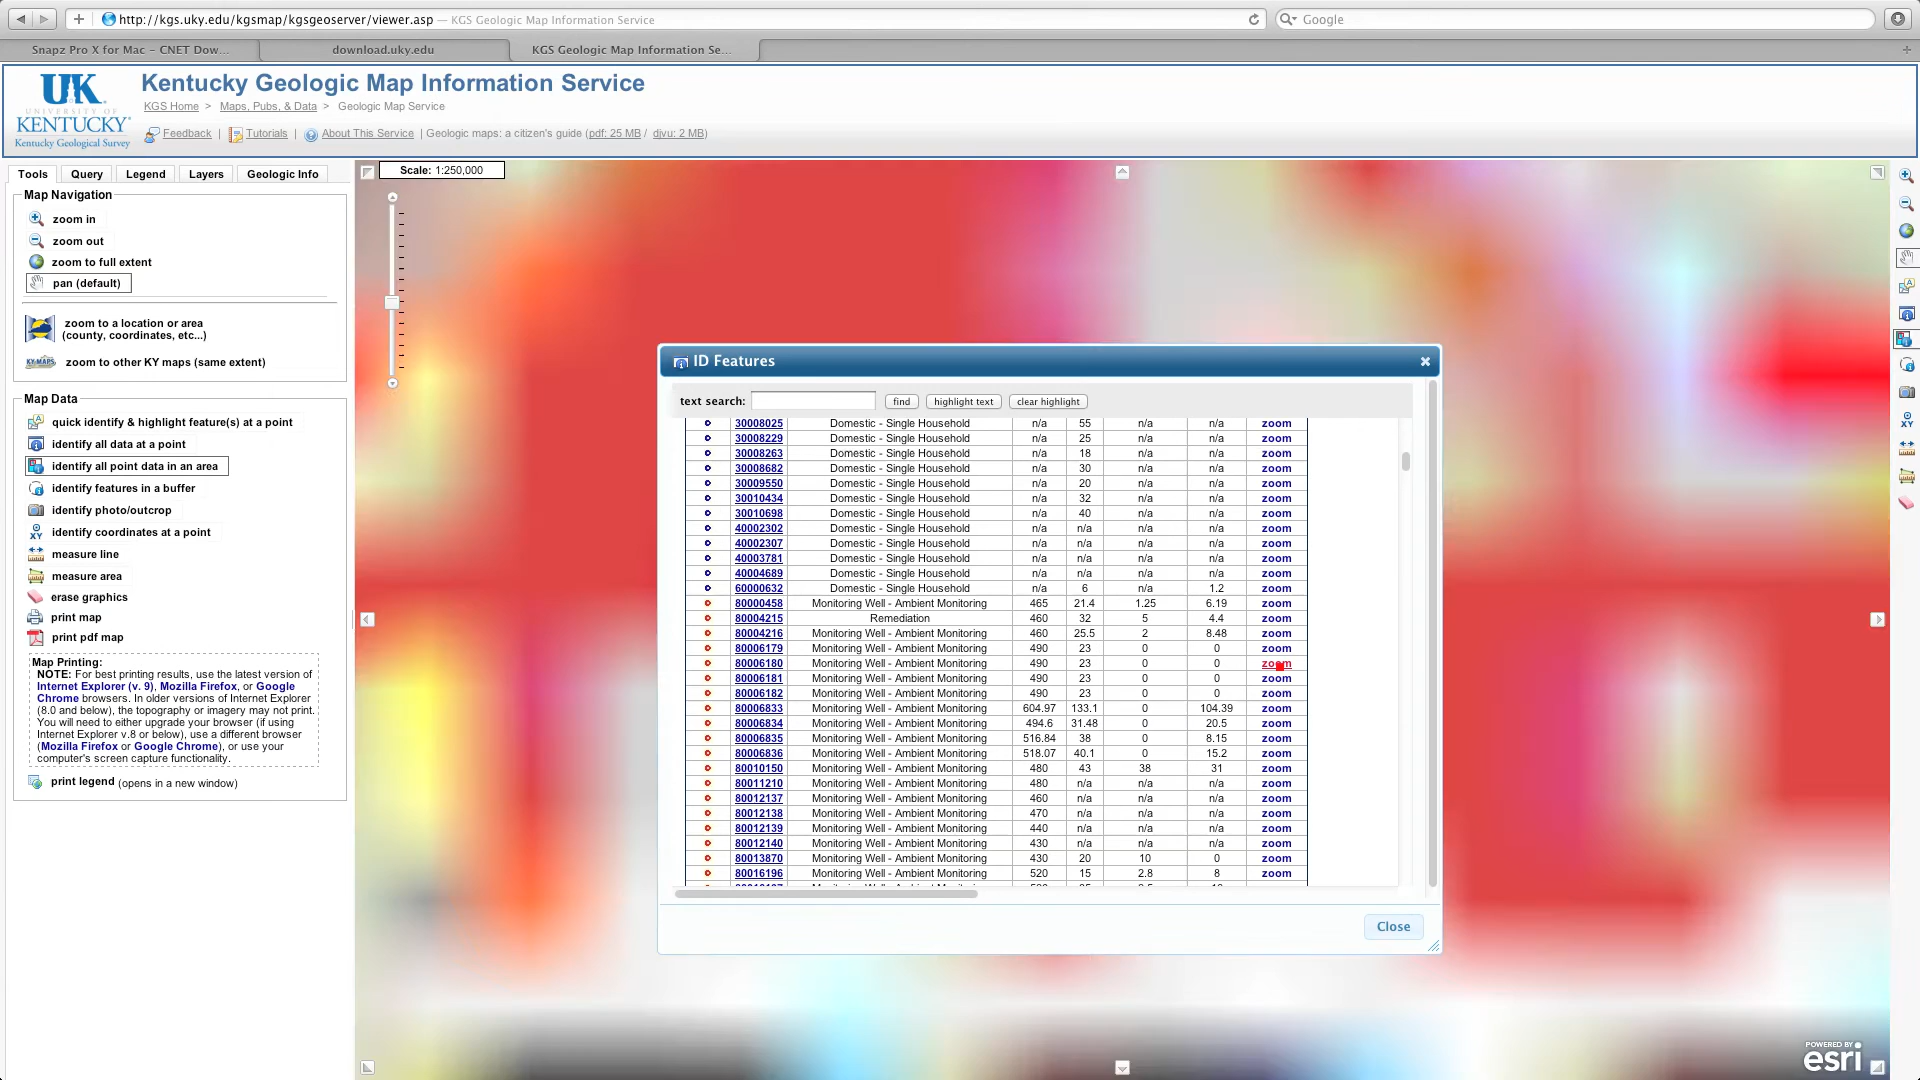 http://kgs.uky.edu/kgsmap/kgsgeoserver/viewer.asp — KGS Geologic Map Information Service
Google
Snapz Pro X for Mac – CNET Dow...
download.uky.edu
KGS Geologic Map Information Se...
UK
UNIVERSITY OF
KENTUCKY
Kentucky Geological Survey
Kentucky Geologic Map Information Service
KGS Home > Maps, Pubs, & Data > Geologic Map Service
Feedback | Tutorials | About This Service | Geologic maps: a citizen's guide (pdf: 25 MB / djvu: 2 MB)
Tools Query Legend Layers Geologic Info
Scale: 1:250,000
Map Navigation
zoom in
zoom out
zoom to full extent
pan (default)
zoom to a location or area
(county, coordinates, etc...)
KY MAPS zoom to other KY maps (same extent)
Map Data
quick identify & highlight feature(s) at a point
identify all data at a point
identify all point data in an area
identify features in a buffer
identify photo/outcrop
XY identify coordinates at a point
measure line
measure area
erase graphics
print map
print pdf map
Map Printing:
NOTE: For best printing results, use the latest version of
Internet Explorer (v. 9), Mozilla Firefox, or Google
Chrome browsers. In older versions of Internet Explorer
(8.0 and below), the topography or imagery may not print.
You will need to either upgrade your browser (if using
Internet Explorer v.8 or below), use a different browser
(Mozilla Firefox or Google Chrome), or use your
computer's screen capture functionality.
print legend (opens in a new window)
ID Features
text search: find highlight text clear highlight
30008025 Domestic - Single Household n/a 55 n/a n/a zoom
30008229 Domestic - Single Household n/a 25 n/a n/a zoom
30008263 Domestic - Single Household n/a 18 n/a n/a zoom
30008682 Domestic - Single Household n/a 30 n/a n/a zoom
30009550 Domestic - Single Household n/a 20 n/a n/a zoom
30010434 Domestic - Single Household n/a 32 n/a n/a zoom
30010698 Domestic - Single Household n/a 40 n/a n/a zoom
40002302 Domestic - Single Household n/a n/a n/a n/a zoom
40002307 Domestic - Single Household n/a n/a n/a n/a zoom
40003781 Domestic - Single Household n/a n/a n/a n/a zoom
40004689 Domestic - Single Household n/a n/a n/a n/a zoom
60000632 Domestic - Single Household n/a 6 n/a 1.2 zoom
80000458 Monitoring Well - Ambient Monitoring 465 21.4 1.25 6.19 zoom
80004215 Remediation 460 32 5 4.4 zoom
80004216 Monitoring Well - Ambient Monitoring 460 25.5 2 8.48 zoom
80006179 Monitoring Well - Ambient Monitoring 490 23 0 0 zoom
80006180 Monitoring Well - Ambient Monitoring 490 23 0 0 zoom
80006181 Monitoring Well - Ambient Monitoring 490 23 0 0 zoom
80006182 Monitoring Well - Ambient Monitoring 490 23 0 0 zoom
80006833 Monitoring Well - Ambient Monitoring 604.97 133.1 0 104.39 zoom
80006834 Monitoring Well - Ambient Monitoring 494.6 31.48 0 20.5 zoom
80006835 Monitoring Well - Ambient Monitoring 516.84 38 0 8.15 zoom
80006836 Monitoring Well - Ambient Monitoring 518.07 40.1 0 15.2 zoom
80010150 Monitoring Well - Ambient Monitoring 480 43 38 31 zoom
80011210 Monitoring Well - Ambient Monitoring 480 n/a n/a n/a zoom
80012137 Monitoring Well - Ambient Monitoring 460 n/a n/a n/a zoom
80012138 Monitoring Well - Ambient Monitoring 470 n/a n/a n/a zoom
80012139 Monitoring Well - Ambient Monitoring 440 n/a n/a n/a zoom
80012140 Monitoring Well - Ambient Monitoring 430 n/a n/a n/a zoom
80013870 Monitoring Well - Ambient Monitoring 430 20 10 0 zoom
80016196 Monitoring Well - Ambient Monitoring 520 15 2.8 8 zoom
Close
XY
POWERED BY
esri